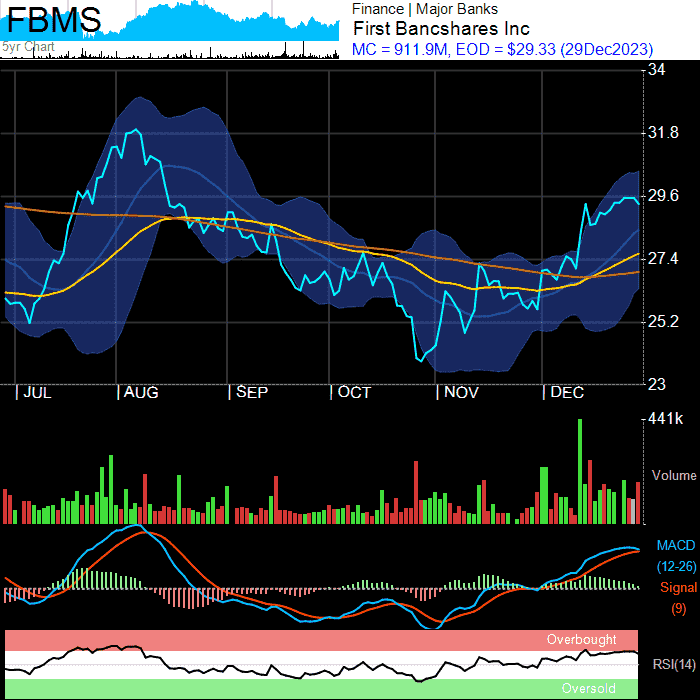 FBMS
5yr Chart
Finance | Major Banks
First Bancshares Inc
MC = 911.9M, EOD = $29.33 (29Dec2023)
34
31.8
29.6
27.4
25.2
23
JUL AUG SEP OCT NOV DEC
441k
Volume
MACD
(12-26)
Signal
(9)
Overbought
RSI(14)
Oversold